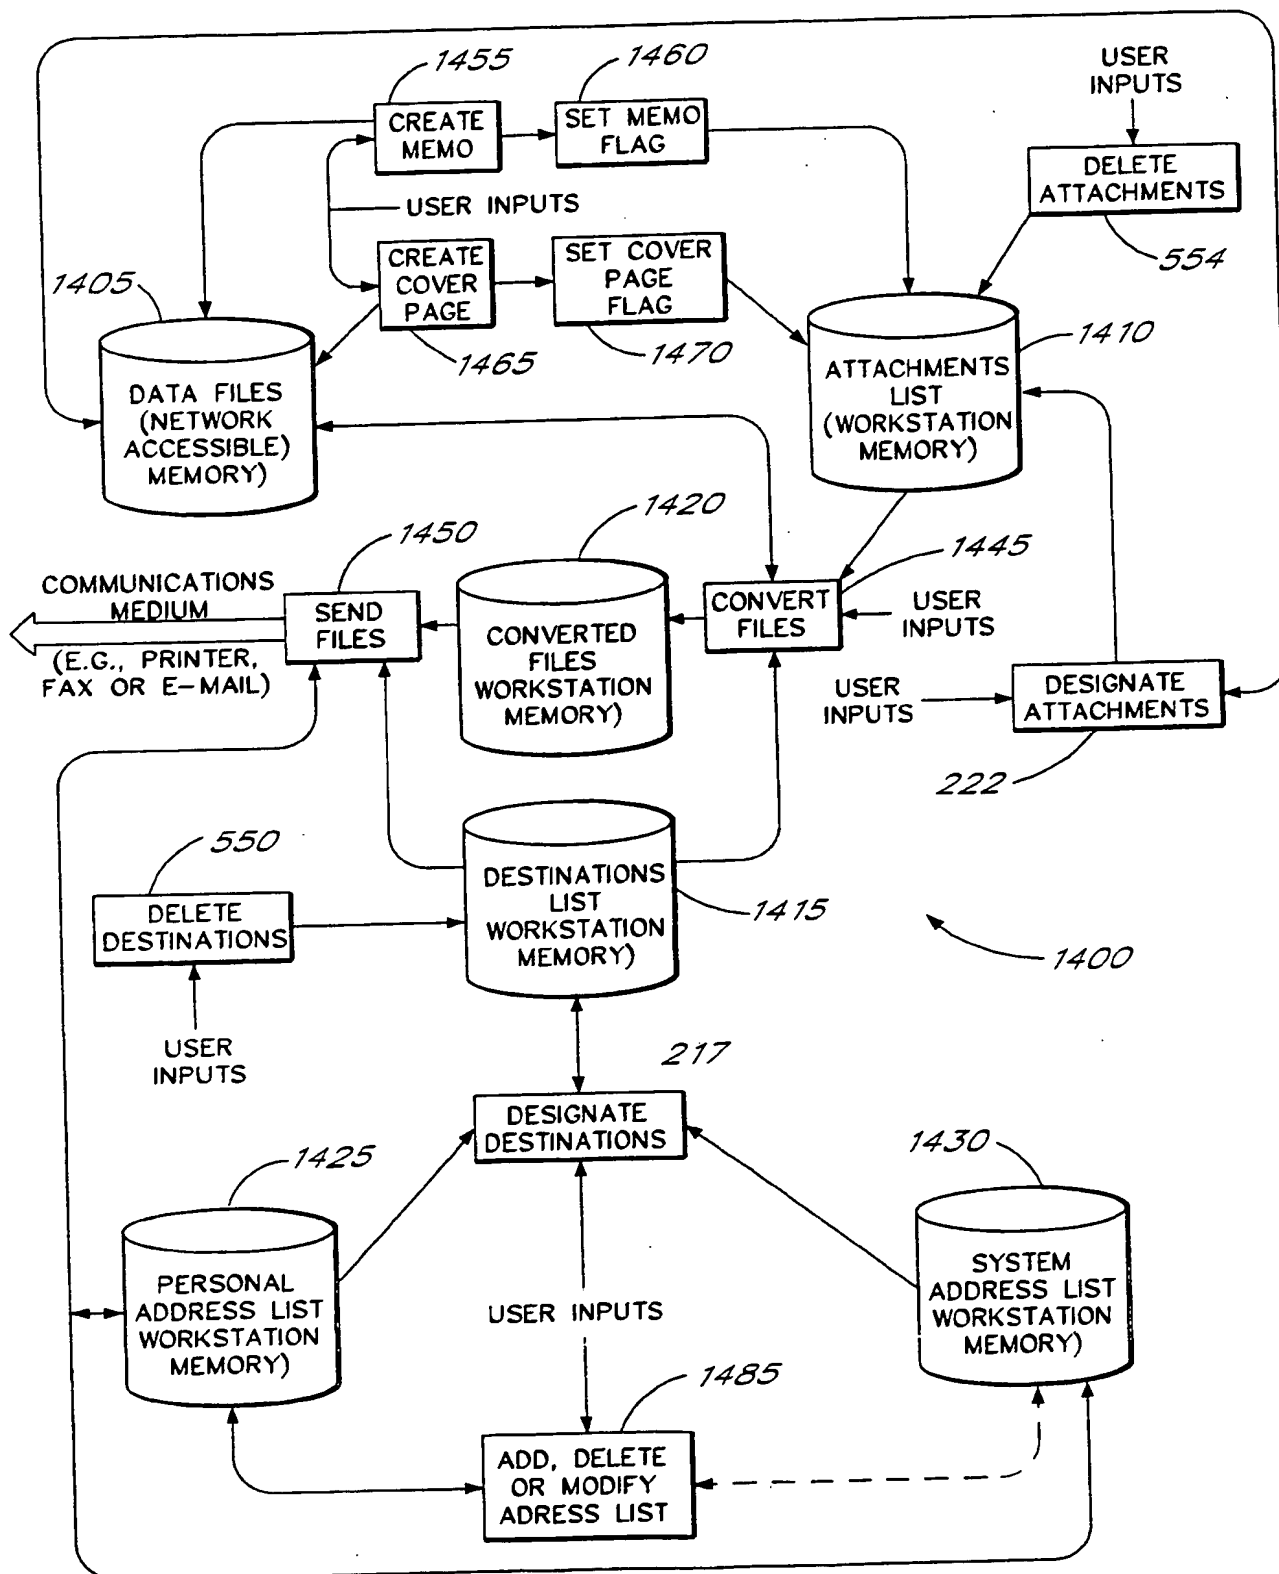 1455
1460
USER
INPUTS
CREATE
MEMO
SET MEMO
FLAG
DELETE
ATTACHMENTS
USER INPUTS
554
1405
CREATE
COVER
PAGE
SET COVER
PAGE
FLAG
1465
1470
1410
DATA FILES
(NETWORK
ACCESSIBLE)
MEMORY)
ATTACHMENTS
LIST
(WORKSTATION
MEMORY)
1450
1420
1445
COMMUNICATIONS
MEDIUM
(E.G., PRINTER,
FAX OR E-MAIL)
SEND
FILES
CONVERTED
FILES
WORKSTATION
MEMORY)
CONVERT
FILES
USER
INPUTS
USER
INPUTS
DESIGNATE
ATTACHMENTS
222
550
DELETE
DESTINATIONS
DESTINATIONS
LIST
WORKSTATION
MEMORY)
1415
1400
USER
INPUTS
217
DESIGNATE
DESTINATIONS
1425
1430
PERSONAL
ADDRESS LIST
WORKSTATION
MEMORY)
USER INPUTS
SYSTEM
ADDRESS LIST
WORKSTATION
MEMORY)
1485
ADD, DELETE
OR MODIFY
ADRESS LIST